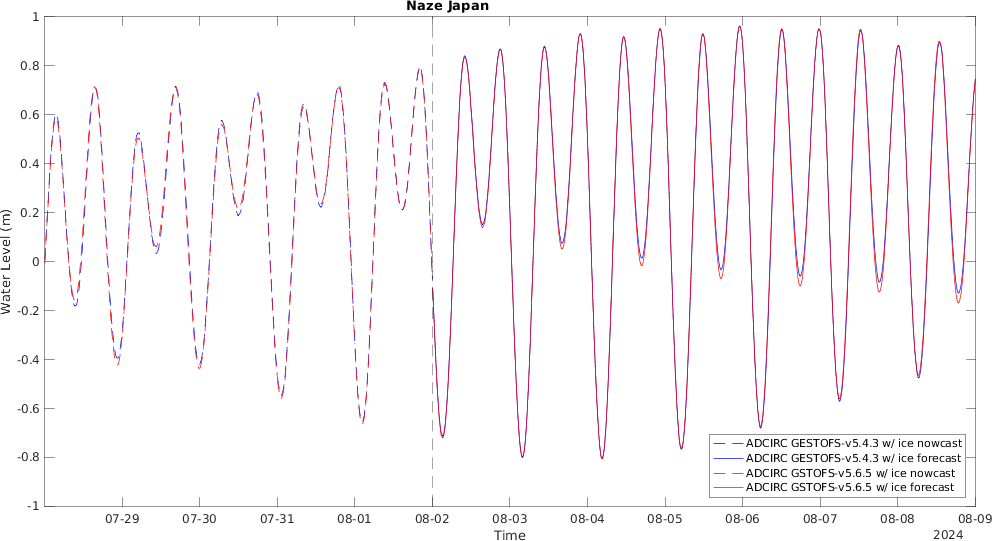 Naze Japan
1
0.8
0.6
0.4
0.2
0
-0.2
-0.4
-0.6
-0.8
-1
Water Level (m)
ADCIRC GESTOFS-v5.4.3 w/ ice nowcast
ADCIRC GESTOFS-v5.4.3 w/ ice forecast
ADCIRC GSTOFS-v5.6.5 w/ ice nowcast
ADCIRC GSTOFS-v5.6.5 w/ ice forecast
07-29 07-30 07-31 08-01 08-02 08-03 08-04 08-05 08-06 08-07 08-08 08-09
Time
2024